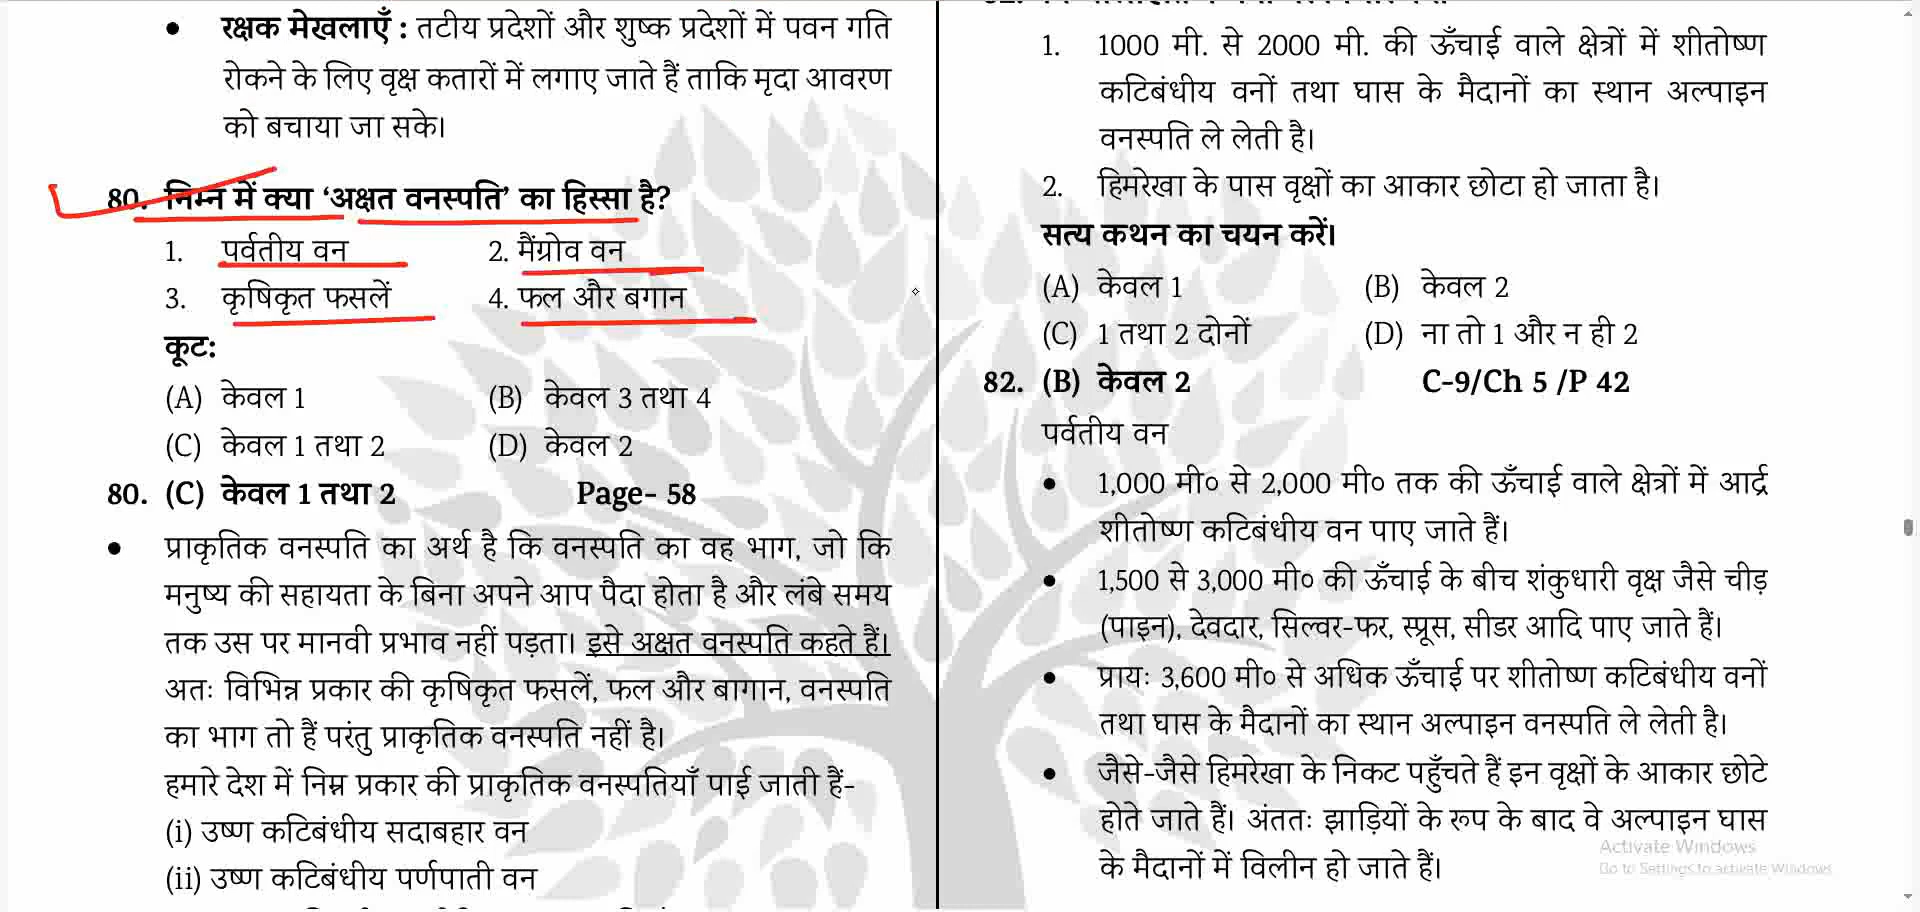 • रक्षक मेखलाएँ : तटीय प्रदेशों और शुष्क प्रदेशों में पवन गति
रोकने के लिए वृक्ष कतारों में लगाए जाते हैं ताकि मृदा आवरण
को बचाया जा सके।
80. निम्न में क्या ‘अक्षत वनस्पति’ का हिस्सा है?
1. पर्वतीय वन 2. मैंग्रोव वन
3. कृषिकृत फसलें 4. फल और बगान
कूट:
(A) केवल 1 (B) केवल 3 तथा 4
(C) केवल 1 तथा 2 (D) केवल 2
80. (C) केवल 1 तथा 2 Page- 58
• प्राकृतिक वनस्पति का अर्थ है कि वनस्पति का वह भाग, जो कि
मनुष्य की सहायता के बिना अपने आप पैदा होता है और लंबे समय
तक उस पर मानवी प्रभाव नहीं पड़ता। इसे अक्षत वनस्पति कहते हैं।
अतः विभिन्न प्रकार की कृषिकृत फसलें, फल और बागान, वनस्पति
का भाग तो हैं परंतु प्राकृतिक वनस्पति नहीं है।
हमारे देश में निम्न प्रकार की प्राकृतिक वनस्पतियाँ पाई जाती हैं-
(i) उष्ण कटिबंधीय सदाबहार वन
(ii) उष्ण कटिबंधीय पर्णपाती वन
1. 1000 मी. से 2000 मी. की ऊँचाई वाले क्षेत्रों में शीतोष्ण
कटिबंधीय वनों तथा घास के मैदानों का स्थान अल्पाइन
वनस्पति ले लेती है।
2. हिमरेखा के पास वृक्षों का आकार छोटा हो जाता है।
सत्य कथन का चयन करें।
(A) केवल 1 (B) केवल 2
(C) 1 तथा 2 दोनों (D) ना तो 1 और न ही 2
82. (B) केवल 2 C-9/Ch 5 /P 42
पर्वतीय वन
• 1,000 मी० से 2,000 मी० तक की ऊँचाई वाले क्षेत्रों में आर्द्र
शीतोष्ण कटिबंधीय वन पाए जाते हैं।
• 1,500 से 3,000 मी० की ऊँचाई के बीच शंकुधारी वृक्ष जैसे चीड़
(पाइन), देवदार, सिल्वर-फर, स्प्रूस, सीडर आदि पाए जाते हैं।
• प्रायः 3,600 मी० से अधिक ऊँचाई पर शीतोष्ण कटिबंधीय वनों
तथा घास के मैदानों का स्थान अल्पाइन वनस्पति ले लेती है।
• जैसे-जैसे हिमरेखा के निकट पहुँचते हैं इन वृक्षों के आकार छोटे
होते जाते हैं। अंततः झाड़ियों के रूप के बाद वे अल्पाइन घास
के मैदानों में विलीन हो जाते हैं।
Activate Windows
Go to Settings to activate Windows.